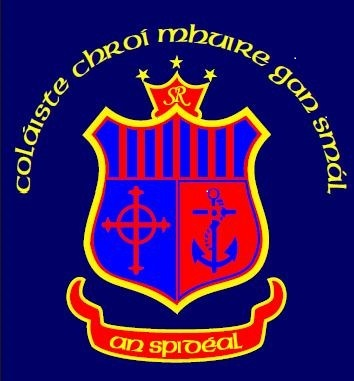 coláiste chroí mhuire gan smál
SR
an spidéal